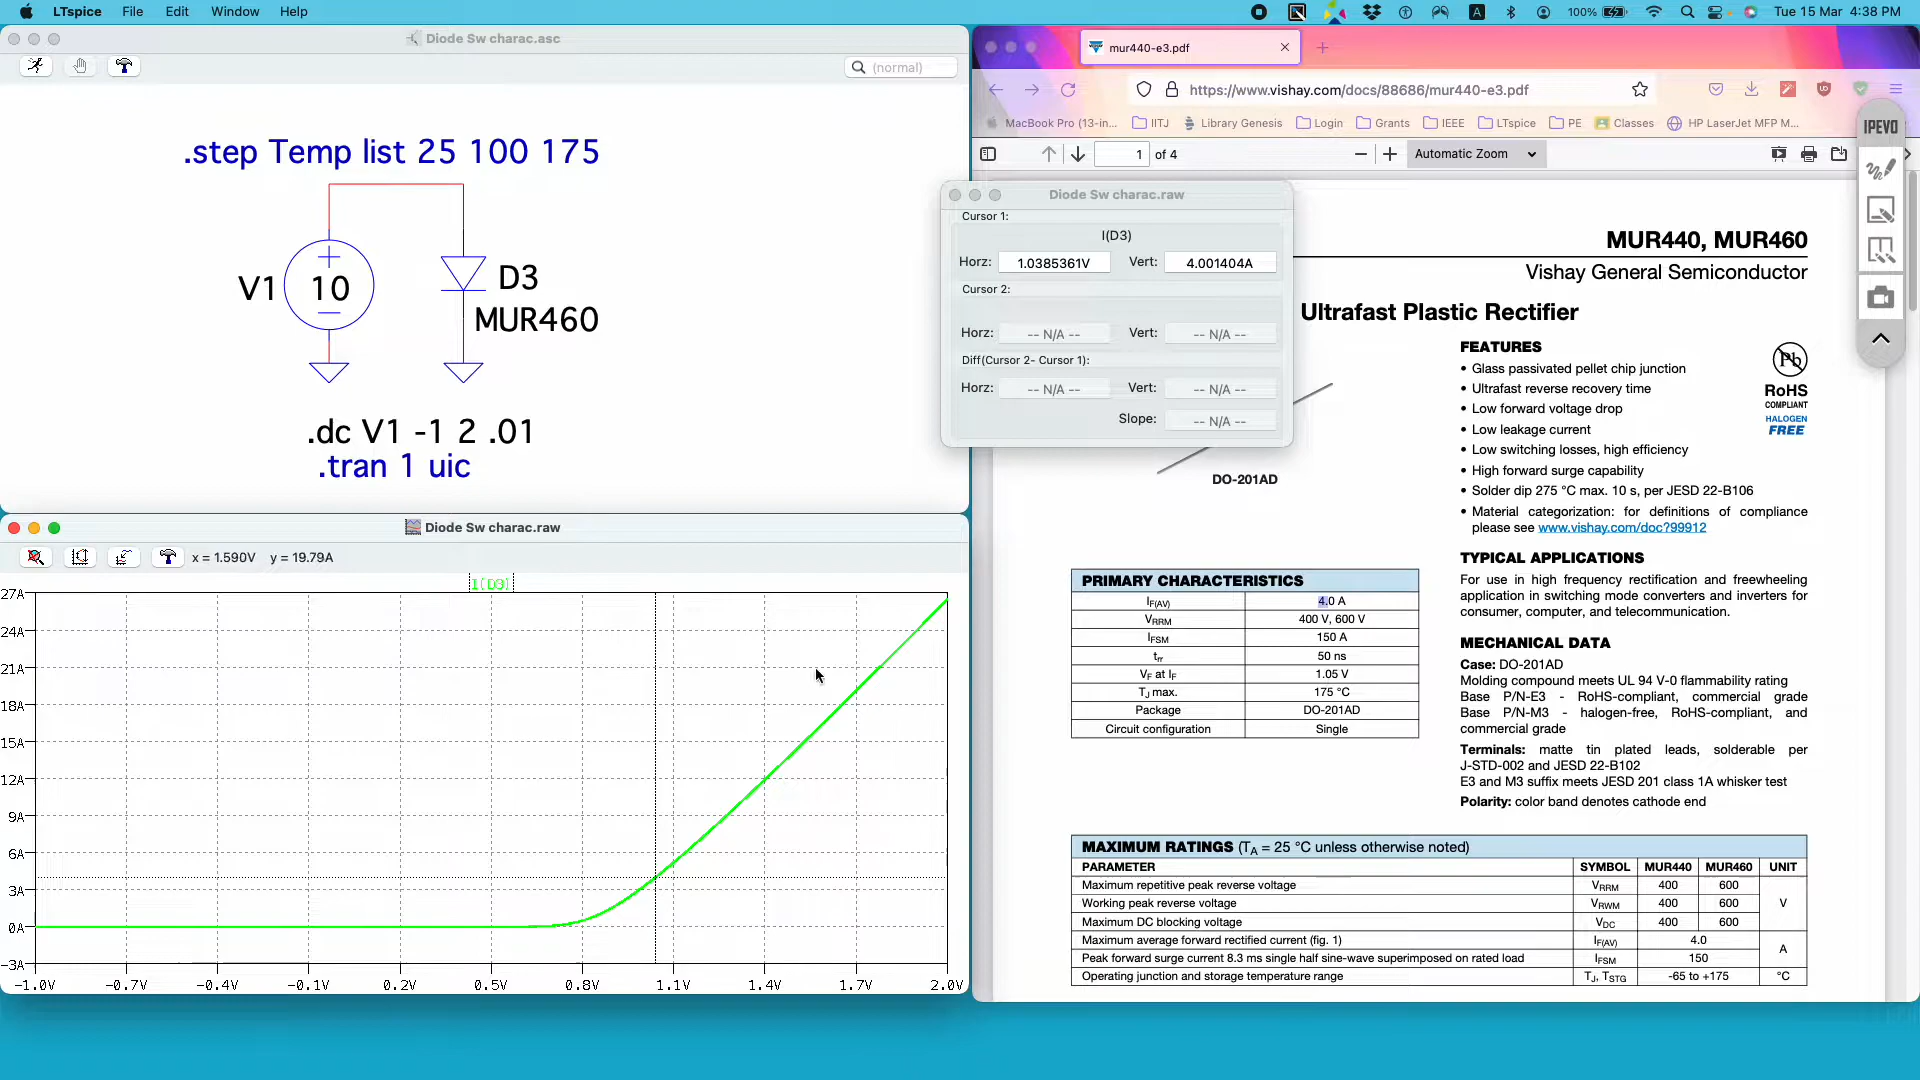 LTspice File Edit Window Help
100% Tue 15 Mar 4:38 PM
Diode Sw charac.asc
(normal)
.step Temp list 25 100 175
V1
+
10
−
D3
MUR460
.dc V1 -1 2 .01
.tran 1 uic
Diode Sw charac.raw
x = 1.590V y = 19.79A
I(D3)
27A
24A
21A
18A
15A
12A
9A
6A
3A
0A
-3A
-1.0V -0.7V -0.4V -0.1V 0.2V 0.5V 0.8V 1.1V 1.4V 1.7V 2.0V
Diode Sw charac.raw
Cursor 1:
I(D3)
Horz: 1.0385361V Vert: 4.001404A
Cursor 2:
Horz: -- N/A -- Vert: -- N/A --
Diff(Cursor 2- Cursor 1):
Horz: -- N/A -- Vert: -- N/A --
Slope: -- N/A --
mur440-e3.pdf
https://www.vishay.com/docs/88686/mur440-e3.pdf
MacBook Pro (13-in... IITJ Library Genesis Login Grants IEEE LTspice PE Classes HP LaserJet MFP M...
1 of 4
Automatic Zoom
IPEVO
MUR440, MUR460
Vishay General Semiconductor
Ultrafast Plastic Rectifier
DO-201AD
FEATURES
• Glass passivated pellet chip junction
• Ultrafast reverse recovery time
• Low forward voltage drop
• Low leakage current
• Low switching losses, high efficiency
• High forward surge capability
• Solder dip 275 °C max. 10 s, per JESD 22-B106
• Material categorization: for definitions of compliance
please see www.vishay.com/doc?99912
Pb
RoHS
COMPLIANT
HALOGEN
FREE
TYPICAL APPLICATIONS
For use in high frequency rectification and freewheeling
application in switching mode converters and inverters for
consumer, computer, and telecommunication.
MECHANICAL DATA
Case: DO-201AD
Molding compound meets UL 94 V-0 flammability rating
Base P/N-E3 - RoHS-compliant, commercial grade
Base P/N-M3 - halogen-free, RoHS-compliant, and
commercial grade
Terminals: matte tin plated leads, solderable per
J-STD-002 and JESD 22-B102
E3 and M3 suffix meets JESD 201 class 1A whisker test
Polarity: color band denotes cathode end
PRIMARY CHARACTERISTICS
IF(AV) 4.0 A
VRRM 400 V, 600 V
IFSM 150 A
trr 50 ns
VF at IF 1.05 V
TJ max. 175 °C
Package DO-201AD
Circuit configuration Single
MAXIMUM RATINGS (TA = 25 °C unless otherwise noted)
PARAMETER SYMBOL MUR440 MUR460 UNIT
Maximum repetitive peak reverse voltage VRRM 400 600
Working peak reverse voltage VRWM 400 600 V
Maximum DC blocking voltage VDC 400 600
Maximum average forward rectified current (fig. 1) IF(AV) 4.0
A
Peak forward surge current 8.3 ms single half sine-wave superimposed on rated load IFSM 150
Operating junction and storage temperature range TJ, TSTG -65 to +175 °C